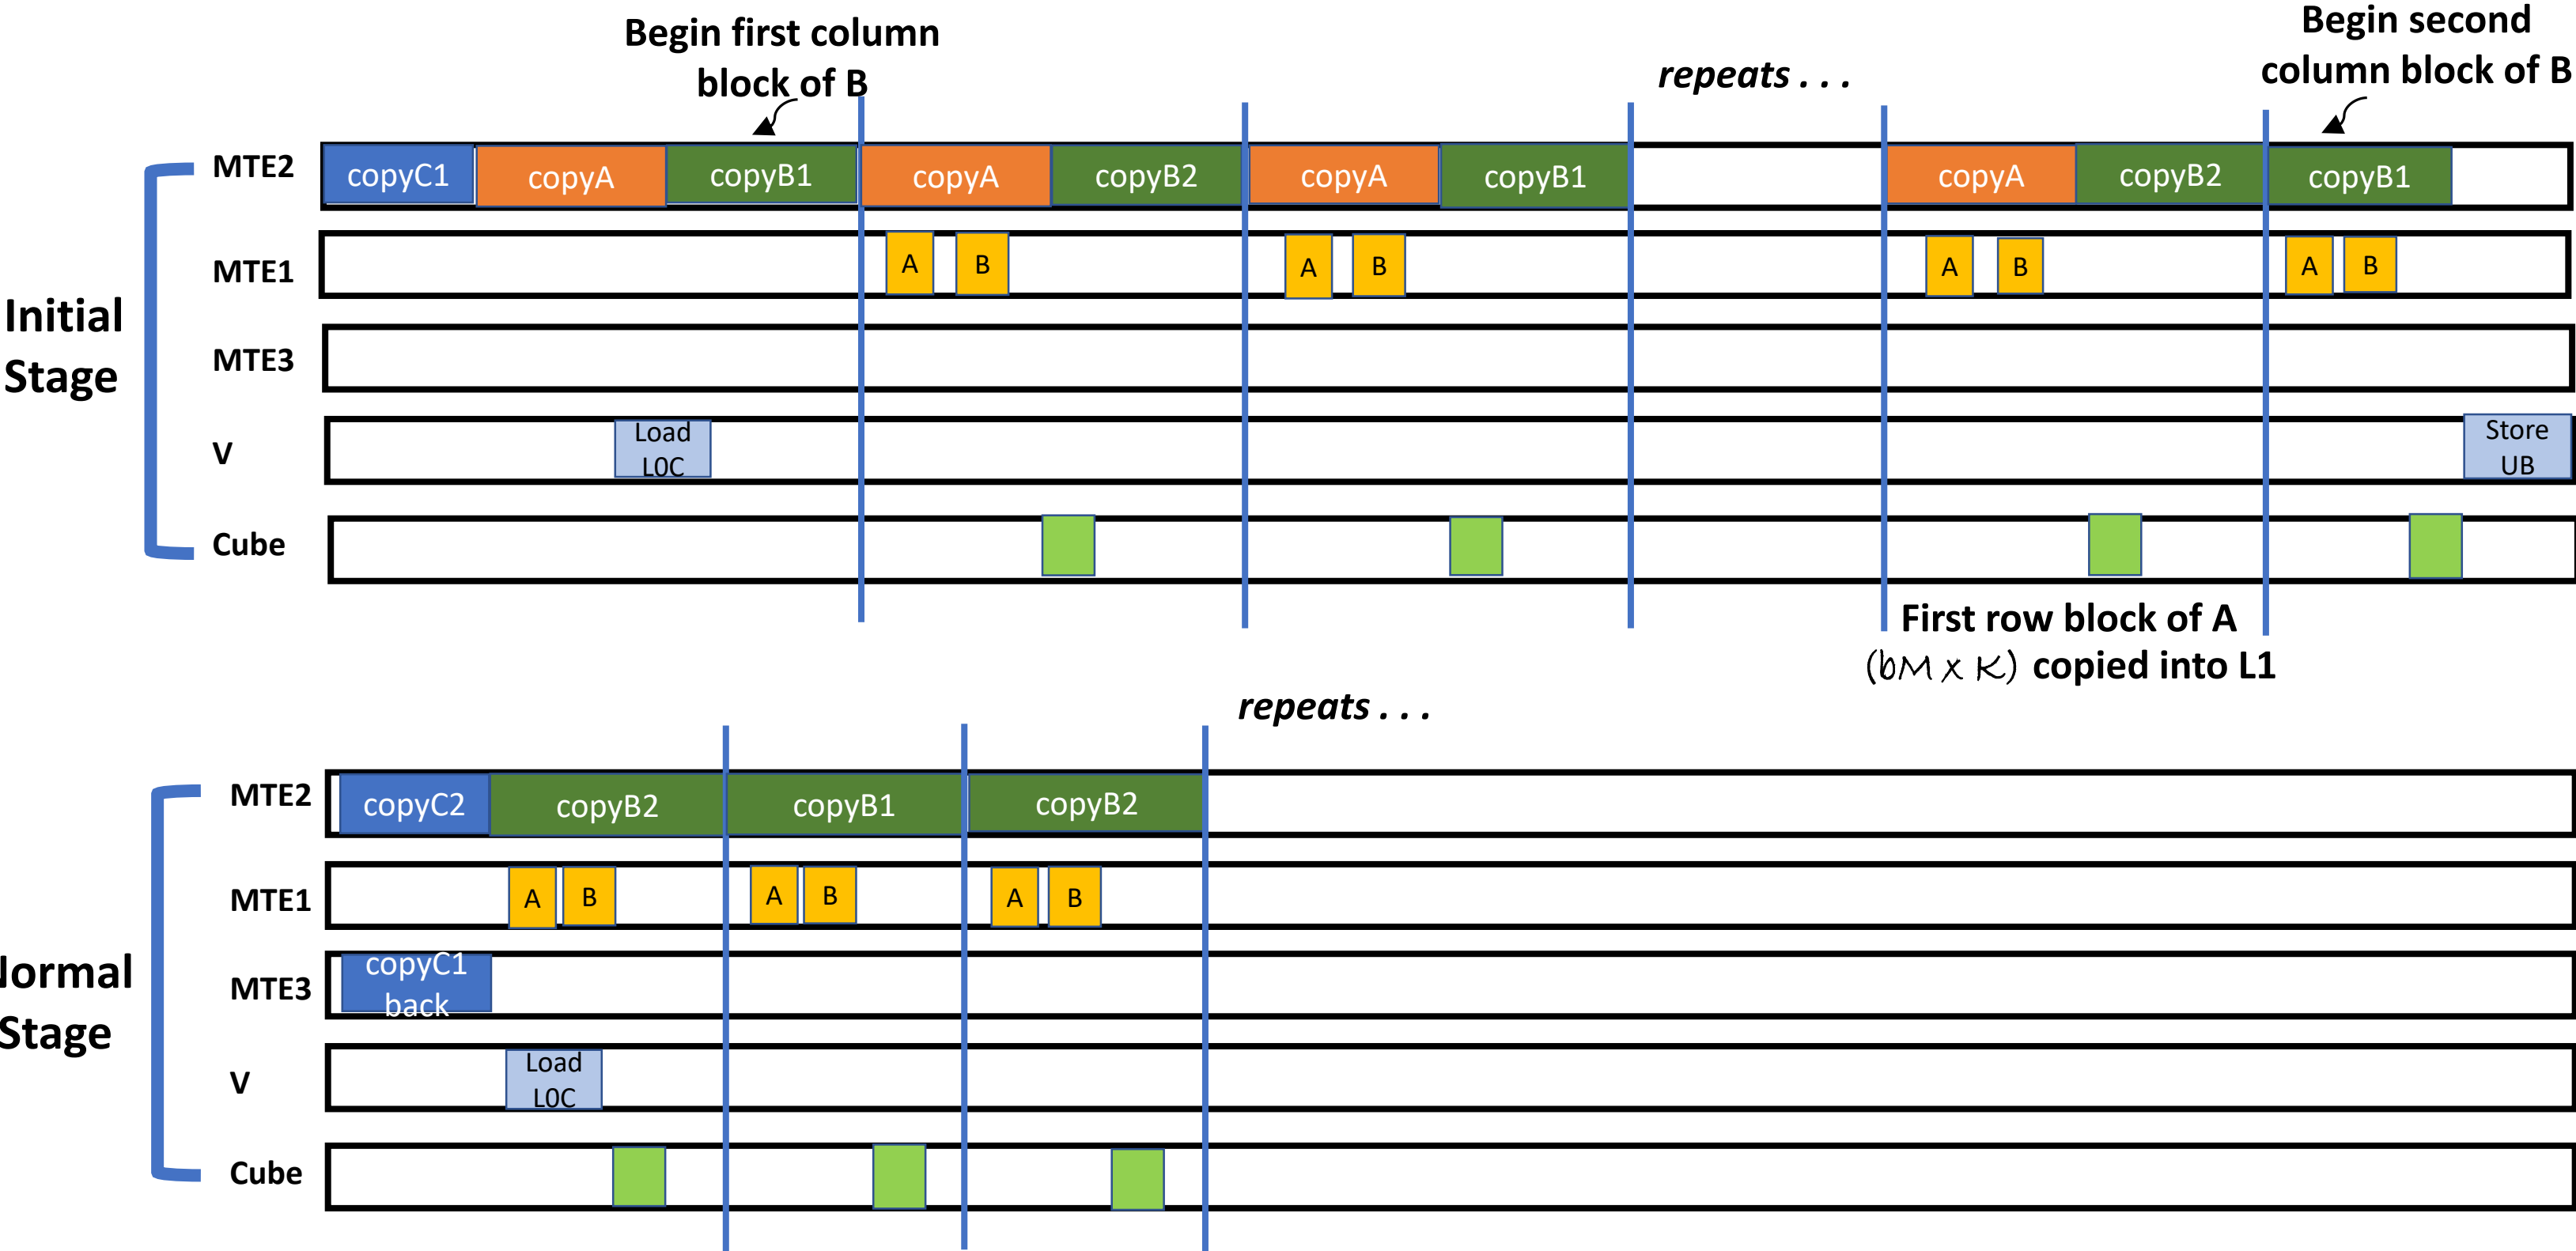 Begin first column
block of B
repeats . . .
Begin second
column block of B
Initial
Stage
MTE2
copyC1
copyA
copyB1
copyA
copyB2
copyA
copyB1
copyA
copyB2
copyB1
MTE1
A
B
A
B
A
B
A
B
MTE3
V
Load
L0C
Store
UB
Cube
First row block of A
(bM x K) copied into L1
repeats . . .
Normal
Stage
MTE2
copyC2
copyB2
copyB1
copyB2
MTE1
A
B
A
B
A
B
MTE3
copyC1
back
V
Load
L0C
Cube